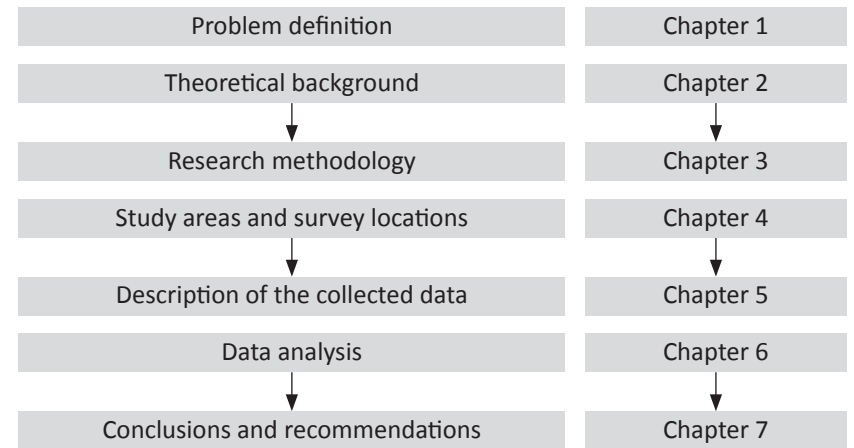 Problem definition Chapter 1
Theoretical background Chapter 2
Research methodology Chapter 3
Study areas and survey locations Chapter 4
Description of the collected data Chapter 5
Data analysis Chapter 6
Conclusions and recommendations Chapter 7